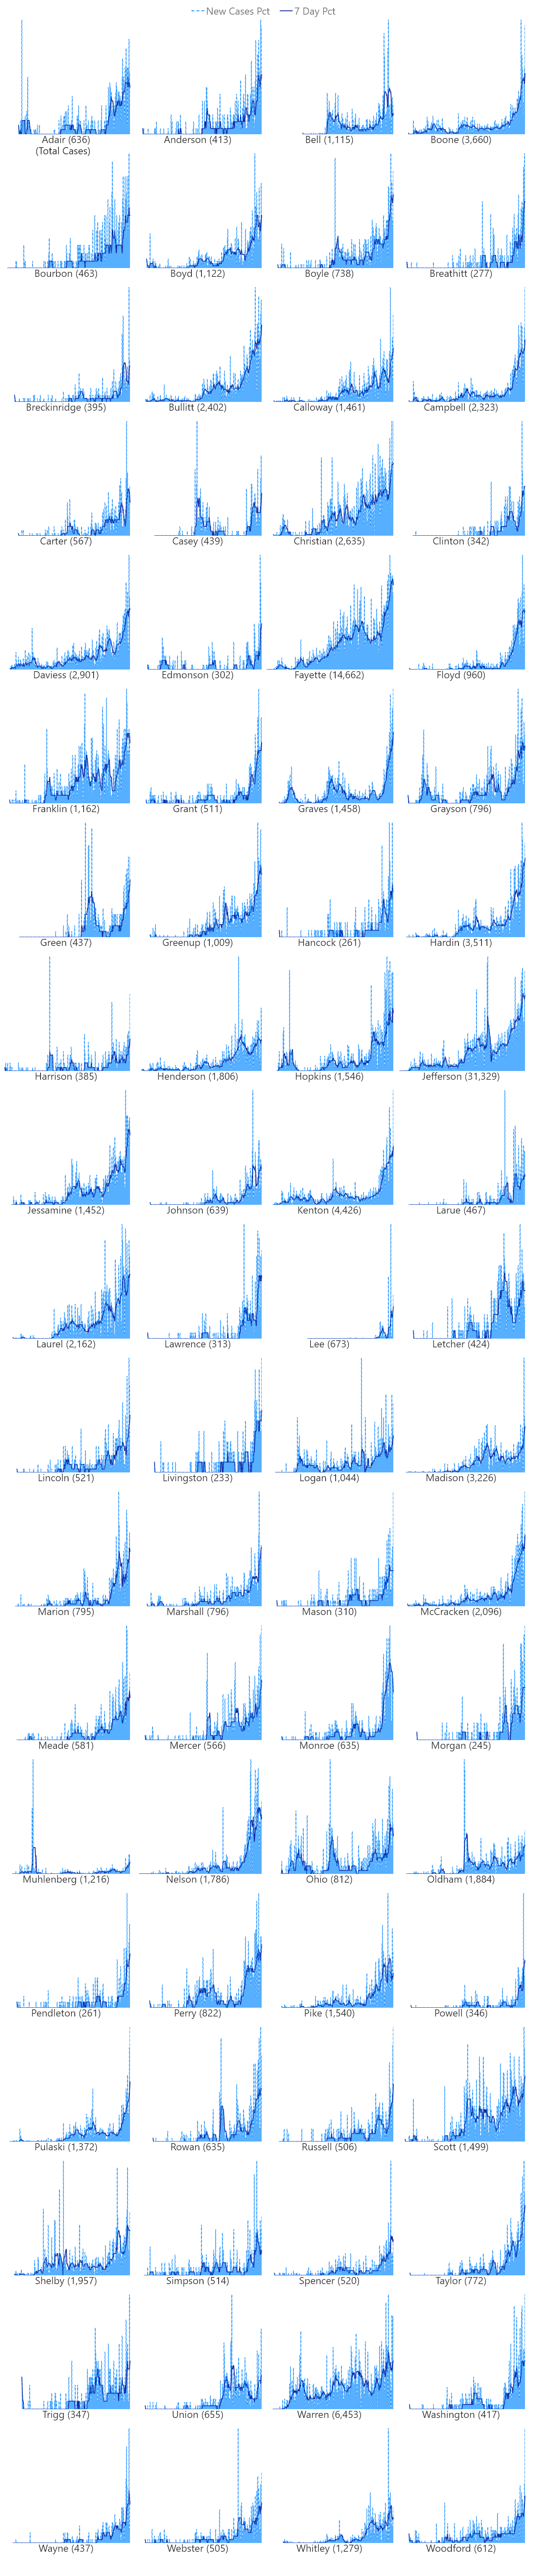 New Cases Pct 7 Day Pct
Adair (636) Anderson (413) Bell (1,115) Boone (3,660)
(Total Cases)
Bourbon (463) Boyd (1,122) Boyle (738) Breathitt (277)
Breckinridge (395) Bullitt (2,402) Calloway (1,461) Campbell (2,323)
Carter (567) Casey (439) Christian (2,635) Clinton (342)
Daviess (2,901) Edmonson (302) Fayette (14,662) Floyd (960)
Franklin (1,162) Grant (511) Graves (1,458) Grayson (796)
Green (437) Greenup (1,009) Hancock (261) Hardin (3,511)
Harrison (385) Henderson (1,806) Hopkins (1,546) Jefferson (31,329)
Jessamine (1,452) Johnson (639) Kenton (4,426) Larue (467)
Laurel (2,162) Lawrence (313) Lee (673) Letcher (424)
Lincoln (521) Livingston (233) Logan (1,044) Madison (3,226)
Marion (795) Marshall (796) Mason (310) McCracken (2,096)
Meade (581) Mercer (566) Monroe (635) Morgan (245)
Muhlenberg (1,216) Nelson (1,786) Ohio (812) Oldham (1,884)
Pendleton (261) Perry (822) Pike (1,540) Powell (346)
Pulaski (1,372) Rowan (635) Russell (506) Scott (1,499)
Shelby (1,957) Simpson (514) Spencer (520) Taylor (772)
Trigg (347) Union (655) Warren (6,453) Washington (417)
Wayne (437) Webster (505) Whitley (1,279) Woodford (612)